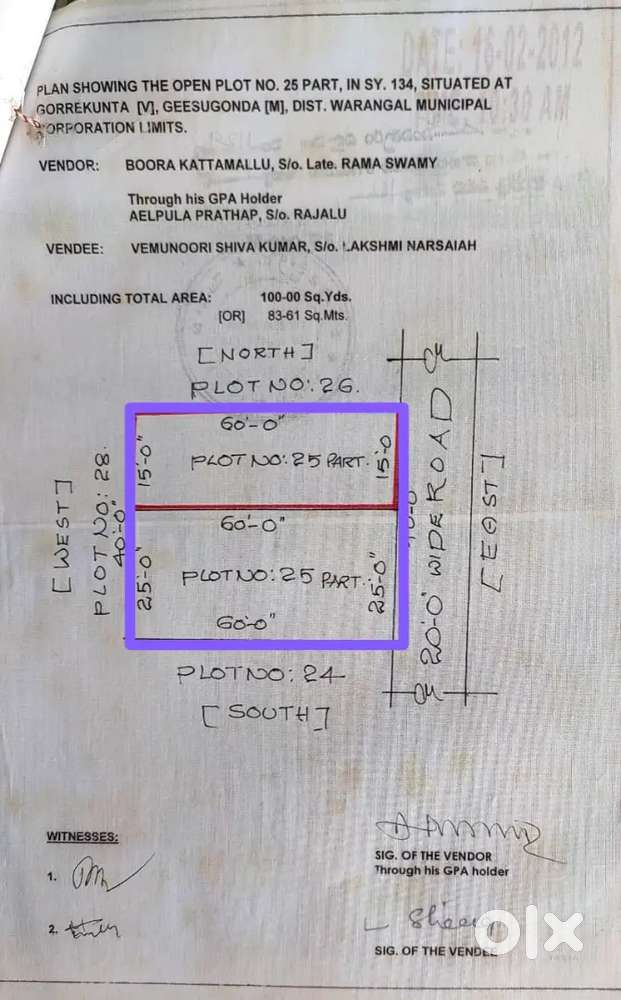 DATE: 16-02-2012
PLAN SHOWING THE OPEN PLOT NO. 25 PART, IN SY. 134, SITUATED AT
GORREKUNTA [V], GEESUGONDA [M], DIST. WARANGAL MUNICIPAL
CORPORATION LIMITS.
VENDOR: BOORA KATTAMALLU, S/o. Late. RAMA SWAMY
Through his GPA Holder
AELPULA PRATHAP, S/o. RAJALU
VENDEE: VEMUNOORI SHIVA KUMAR, S/o. LAKSHMI NARSAIAH
INCLUDING TOTAL AREA: 100-00 Sq.Yds.
[OR] 83-61 Sq.Mts.
[NORTH]
PLOT NO: 26.
60'-0"
15'-0"
PLOT NO: 25 PART.
15'-0
60'-0"
[WEST]
PLOT NO: 28.
40'-0"
25'-0"
PLOT NO: 25 PART.
25'-0"
60'-0"
20'-0" WIDE ROAD
[EAST]
PLOT NO: 24
[SOUTH]
WITNESSES:
1.
2.
SIG. OF THE VENDOR
Through his GPA holder
SIG. OF THE VENDEE
olx